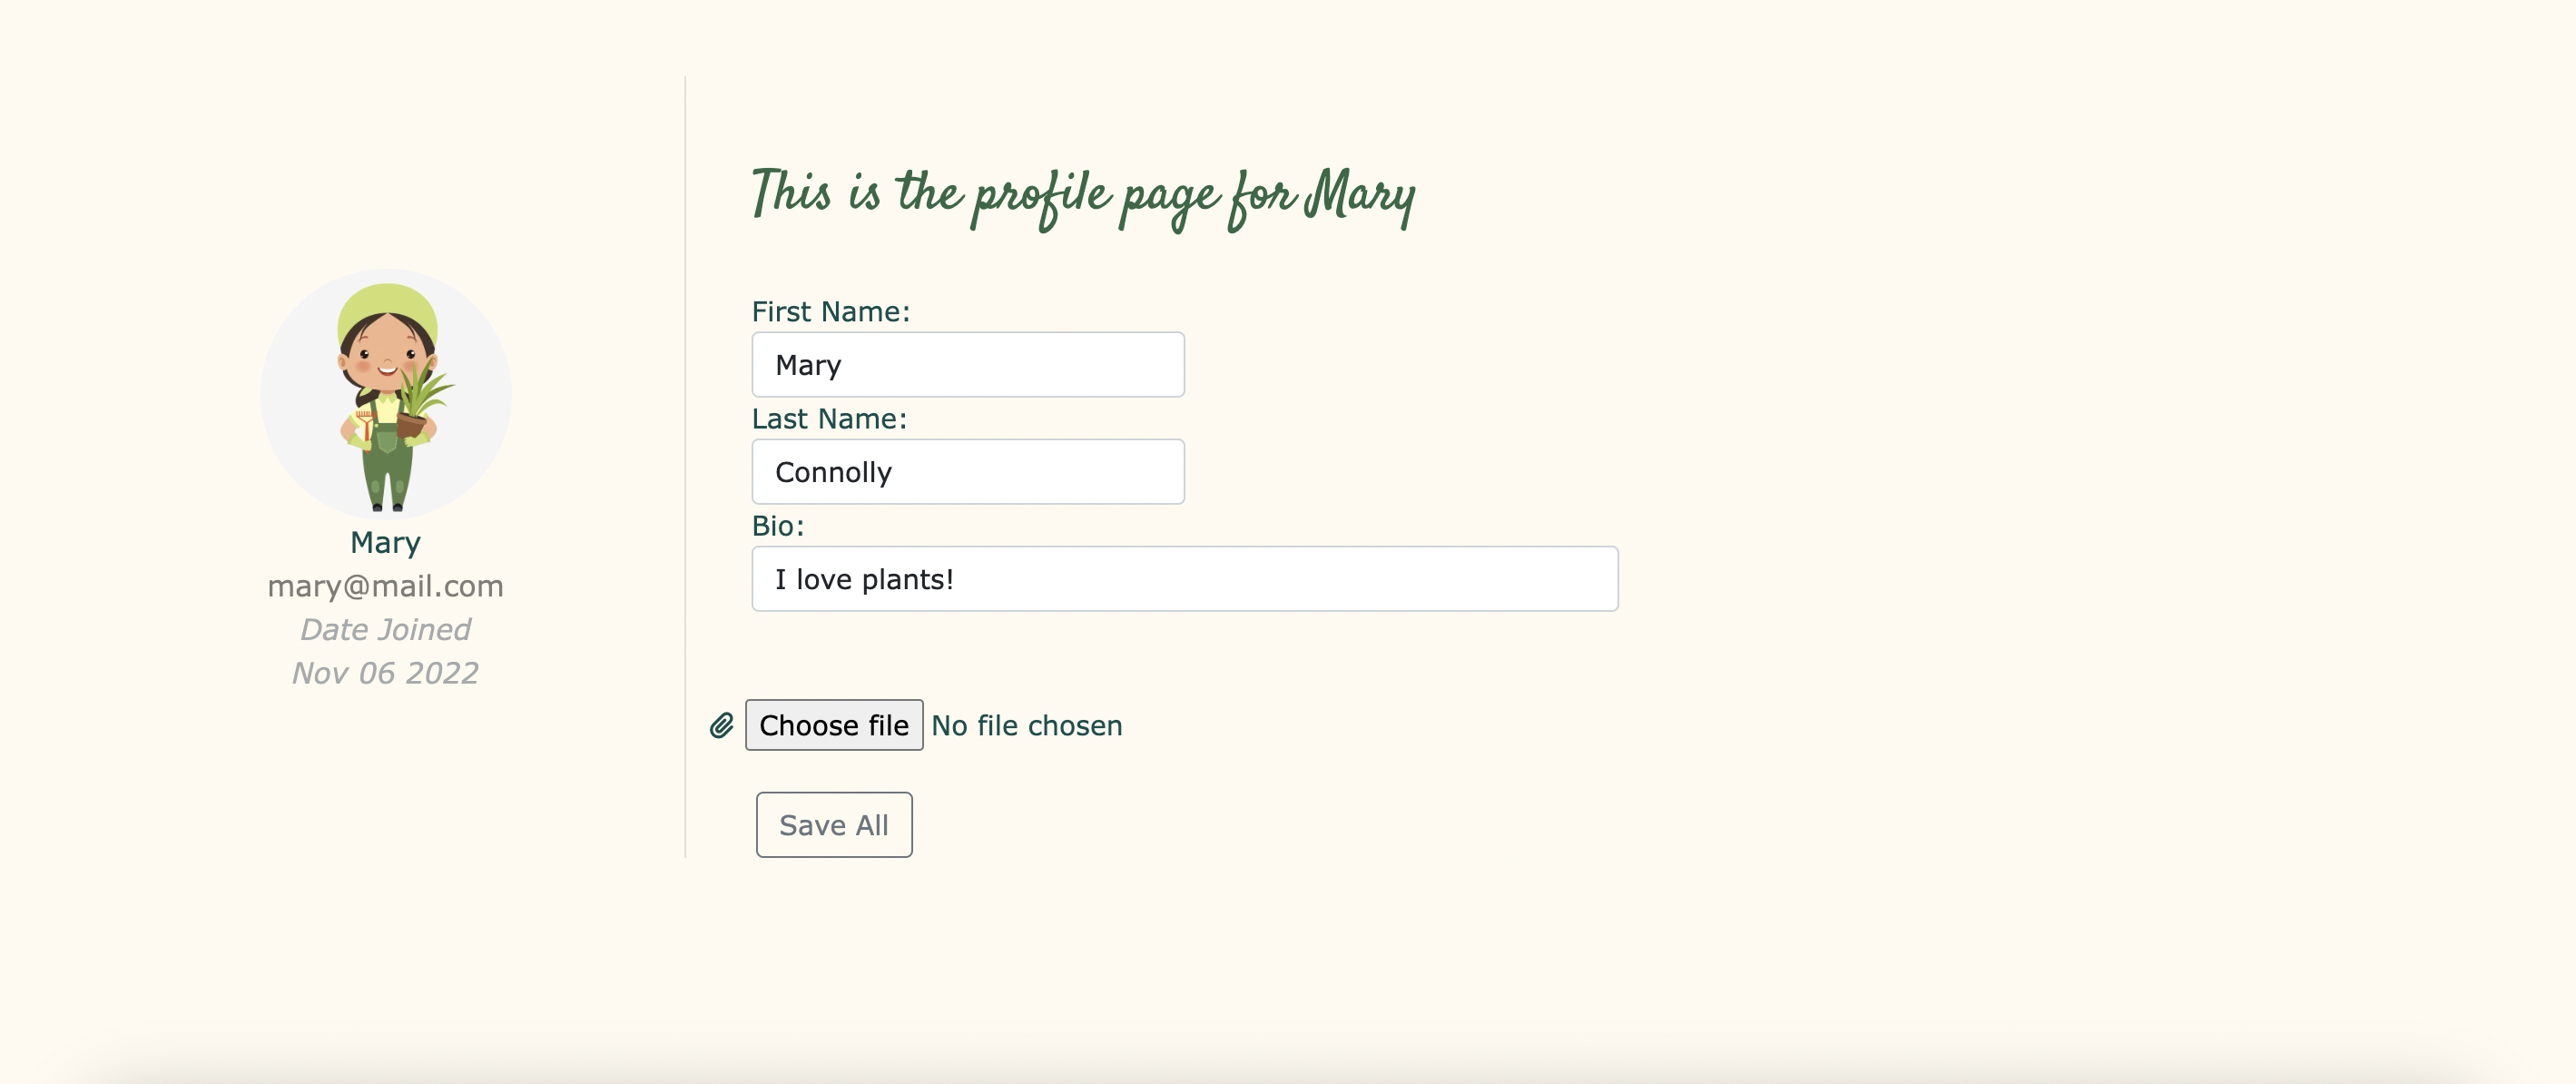 This is the profile page for Mary
First Name:
Mary
Last Name:
Connolly
Bio:
I love plants!
Mary
mary@mail.com
Date Joined
Nov 06 2022
Choose file No file chosen
Save All